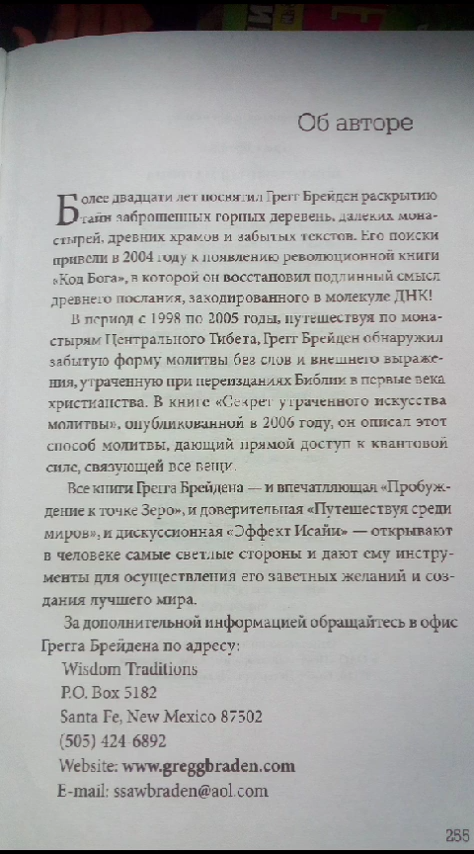 Об авторе
Более двадцати лет посвятил Грегг Брейден раскрытию
тайн заброшенных горных деревень, далеких мона-
стырей, древних храмов и забытых текстов. Его поиски
привели в 2004 году к появлению революционной книги
«Код Бога», в которой он восстановил подлинный смысл
древнего послания, закодированного в молекуле ДНК!
В период с 1998 по 2005 годы, путешествуя по мона-
стырям Центрального Тибета, Грегг Брейден обнаружил
забытую форму молитвы без слов и внешнего выраже-
ния, утраченную при переизданиях Библии в первые века
христианства. В книге «Секрет утраченного искусства
молитвы», опубликованной в 2006 году, он описал этот
способ молитвы, дающий прямой доступ к квантовой
силе, связующей все вещи.
Все книги Грегга Брейдена — и впечатляющая «Пробуж-
дение к точке Зеро», и доверительная «Путешествуя среди
миров», и дискуссионная «Эффект Исайи» — открывают
в человеке самые светлые стороны и дают ему инстру-
менты для осуществления его заветных желаний и соз-
дания лучшего мира.
За дополнительной информацией обращайтесь в офис
Грегга Брейдена по адресу:
Wisdom Traditions
P.O. Box 5182
Santa Fe, New Mexico 87502
(505) 424-6892
Website: www.greggbraden.com
E-mail: ssawbraden@aol.com
255